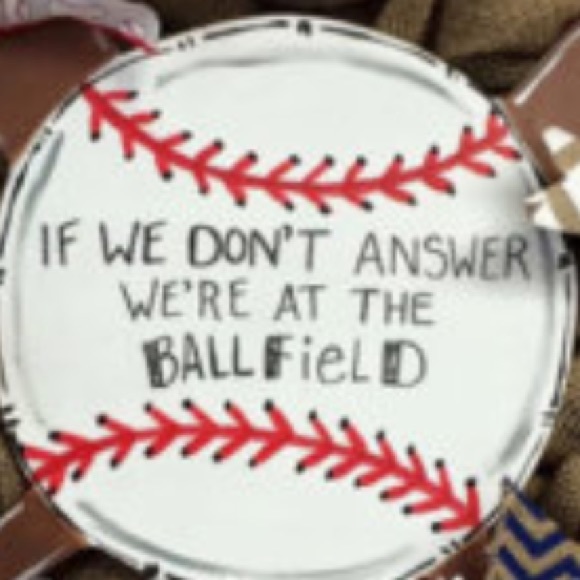 IF WE DON'T ANSWER
WE'RE AT THE
BALLFieLD